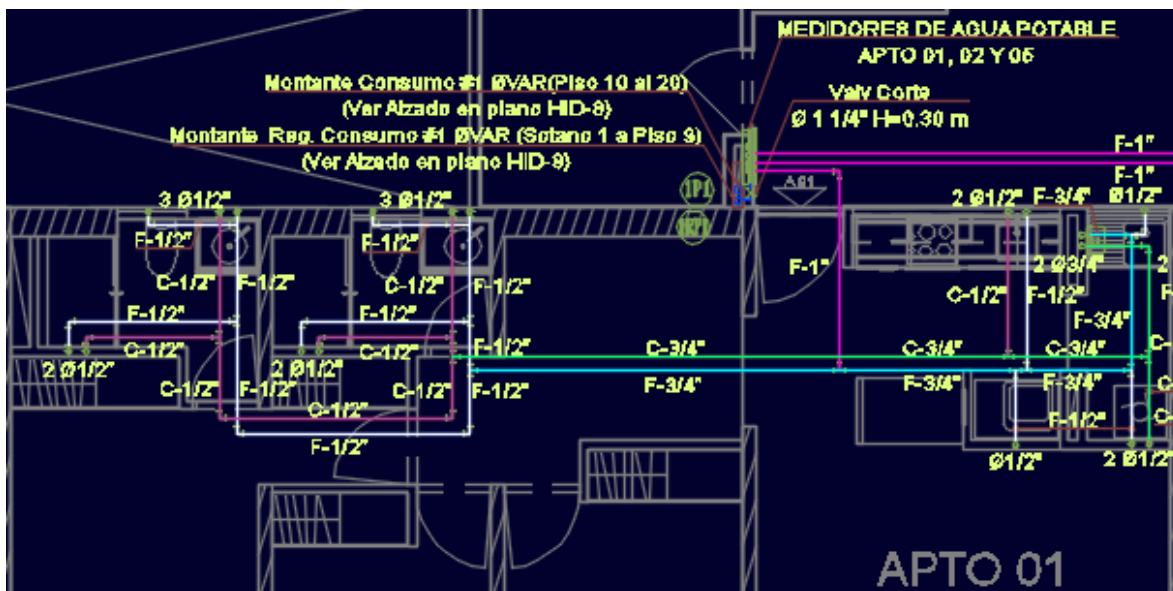 MEDIDORES DE AGUA POTABLE
APTO 01, 02 Y 05
Montante Consumo #1 ØVAR(Piso 10 al 20)
(Ver Alzado en plano HID-9)
Valv Corte
Ø 1 1/4" H=0.30 m
Montante Reg. Consumo #1 ØVAR (Sotano 1 a Piso 9)
(Ver Alzado en plano HID-9)
F-1"
F-1"
1P1
A 01
3 Ø1/2"
3 Ø1/2"
2 Ø1/2"
F-3/4"
Ø1/2"
F-1/2"
F-1/2"
F-1"
2 Ø3/4"
2
C-1/2"
F-1/2"
C-1/2"
F-1/2"
C-1/2"
F-1/2"
F-
F-1/2"
F-1/2"
F-3/4"
C-1/2"
C-1/2"
F-1/2"
C-3/4"
C-3/4"
C-3/4"
C-
2 Ø1/2"
2 Ø1/2"
C-1/2"
F-1/2"
C-1/2"
F-1/2"
F-3/4"
F-3/4"
F-3/4"
C-
C-1/2"
F-1/2"
C-
F-1/2"
Ø1/2"
2 Ø1/2"
APTO 01